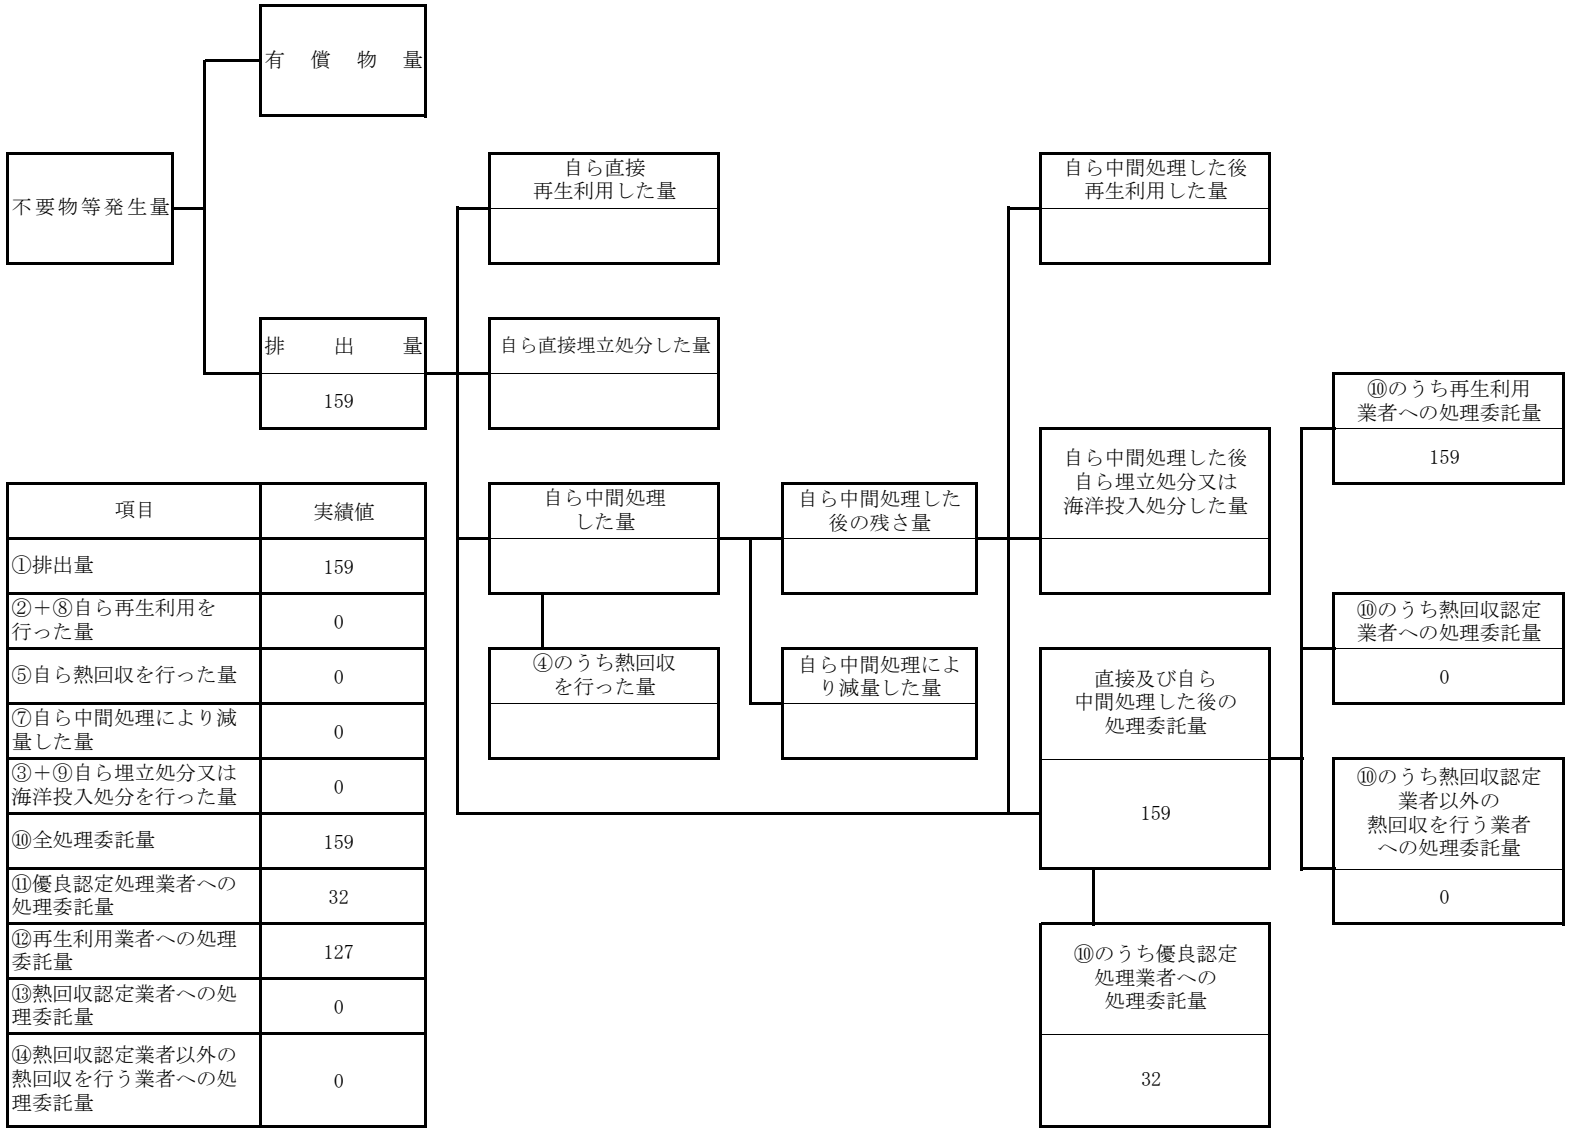 有償物量
不要物等発生量
排出量
159
自ら直接
再生利用した量
自ら直接埋立処分した量
自ら中間処理
した量
④のうち熱回収
を行った量
自ら中間処理した
後の残さ量
自ら中間処理によ
り減量した量
自ら中間処理した後
再生利用した量
自ら中間処理した後
自ら埋立処分又は
海洋投入処分した量
直接及び自ら
中間処理した後の
処理委託量
159
⑩のうち優良認定
処理業者への
処理委託量
32
⑩のうち再生利用
業者への処理委託量
159
⑩のうち熱回収認定
業者への処理委託量
0
⑩のうち熱回収認定
業者以外の
熱回収を行う業者
への処理委託量
0
項目 実績値
①排出量 159
②+⑧自ら再生利用を
行った量 0
⑤自ら熱回収を行った量 0
⑦自ら中間処理により減
量した量 0
③+⑨自ら埋立処分又は
海洋投入処分を行った量 0
⑩全処理委託量 159
⑪優良認定処理業者への
処理委託量 32
⑫再生利用業者への処理
委託量 127
⑬熱回収認定業者への処
理委託量 0
⑭熱回収認定業者以外の
熱回収を行う業者への処
理委託量 0